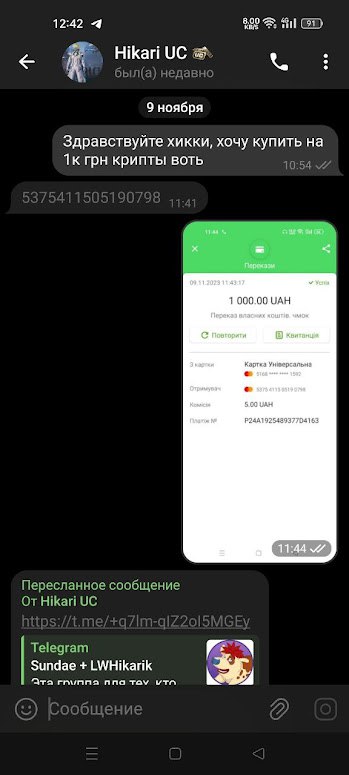 12:42
6.00 KB/S
4G
91
Hikari UC
был(а) недавно
9 ноября
Здравствуйте хикки, хочу купить на
1к грн крипты воть
10:54
5375411505190798
11:41
11:44
Перекази
09.11.2023 11:43:17
Успіх
1 000.00 UAH
Переказ власних коштів. чмок
Повторити
Квитанція
З картки
Картка Універсальна
5168 **** **** 1592
Отримувач
5375 4115 0519 0798
Комісія
5.00 UAH
Платіж №
P24A1925489377D4163
11:44
Пересланное сообщение
От Hikari UC
https://t.me/+q7lm-qIZ2oI5MGEy
Telegram
Sundae + LWHikarik
Эта группа для тех, кто
Сообщение